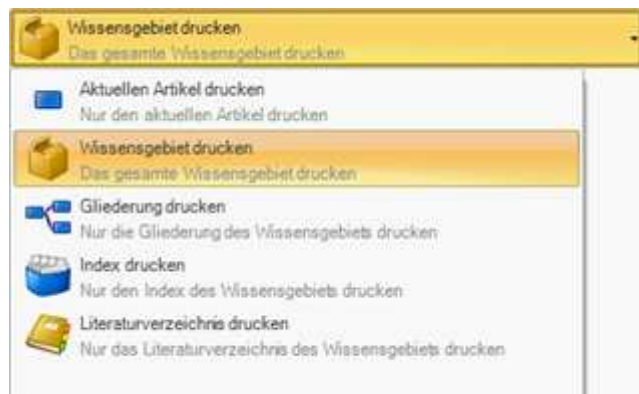 Wissensgebiet drucken
Das gesamte Wissensgebiet drucken
Aktuellen Artikel drucken
Nur den aktuellen Artikel drucken
Wissensgebiet drucken
Das gesamte Wissensgebiet drucken
Gliederung drucken
Nur die Gliederung des Wissensgebiets drucken
Index drucken
Nur den Index des Wissensgebiets drucken
Literaturverzeichnis drucken
Nur das Literaturverzeichnis des Wissensgebiets drucken